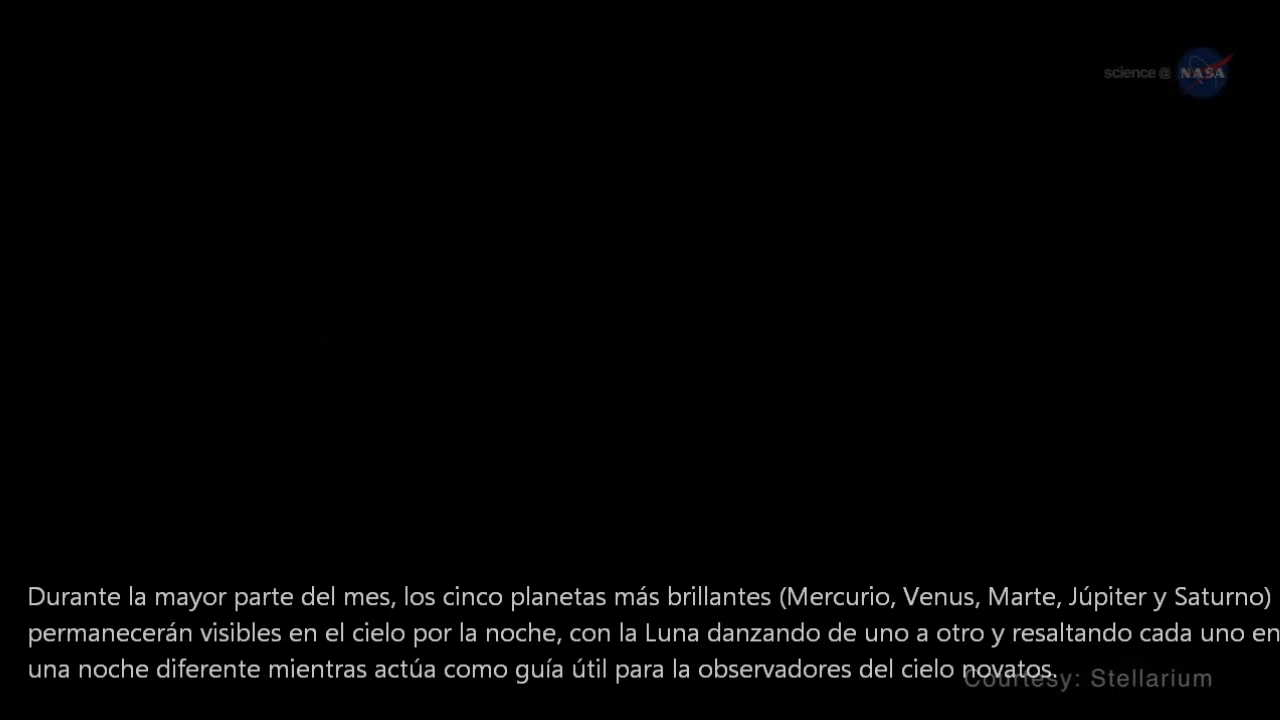 science@ NASA
Durante la mayor parte del mes, los cinco planetas más brillantes (Mercurio, Venus, Marte, Júpiter y Saturno)
permanecerán visibles en el cielo por la noche, con la Luna danzando de uno a otro y resaltando cada uno en
una noche diferente mientras actúa como guía útil para la observadores del cielo novatos.
Courtesy: Stellarium